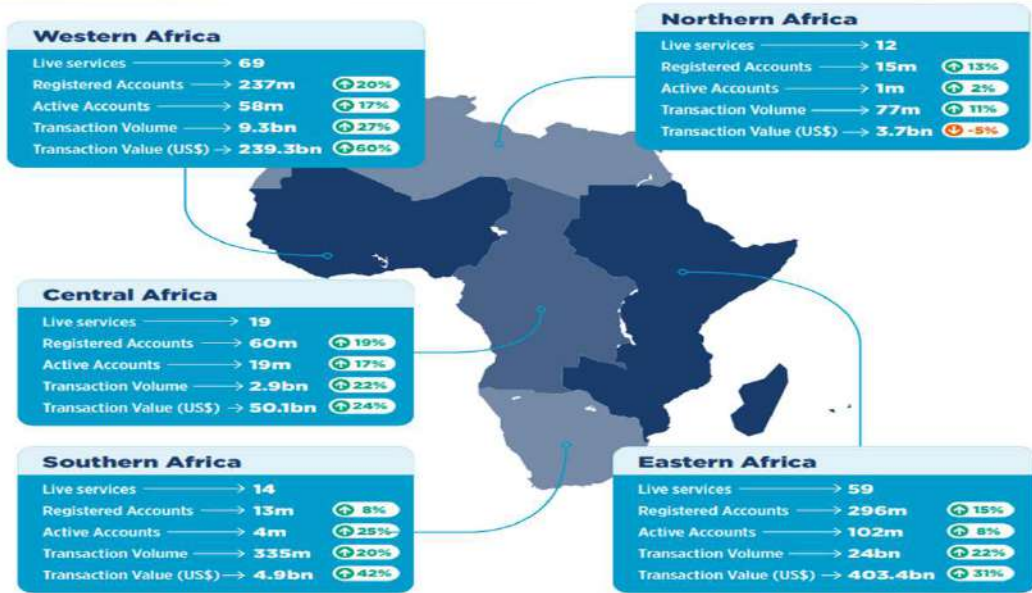 Western Africa
Live services → 69
Registered Accounts → 237m ↑ 20%
Active Accounts → 58m ↑ 17%
Transaction Volume → 9.3bn ↑ 27%
Transaction Value (US$) → 239.3bn ↑ 60%
Northern Africa
Live services → 12
Registered Accounts → 15m ↑ 13%
Active Accounts → 1m ↑ 2%
Transaction Volume → 77m ↑ 11%
Transaction Value (US$) → 3.7bn ↓ -5%
Central Africa
Live services → 19
Registered Accounts → 60m ↑ 19%
Active Accounts → 19m ↑ 17%
Transaction Volume → 2.9bn ↑ 22%
Transaction Value (US$) → 50.1bn ↑ 24%
Southern Africa
Live services → 14
Registered Accounts → 13m ↑ 8%
Active Accounts → 4m ↑ 25%
Transaction Volume → 335m ↑ 20%
Transaction Value (US$) → 4.9bn ↑ 42%
Eastern Africa
Live services → 59
Registered Accounts → 296m ↑ 15%
Active Accounts → 102m ↑ 8%
Transaction Volume → 24bn ↑ 22%
Transaction Value (US$) → 403.4bn ↑ 31%